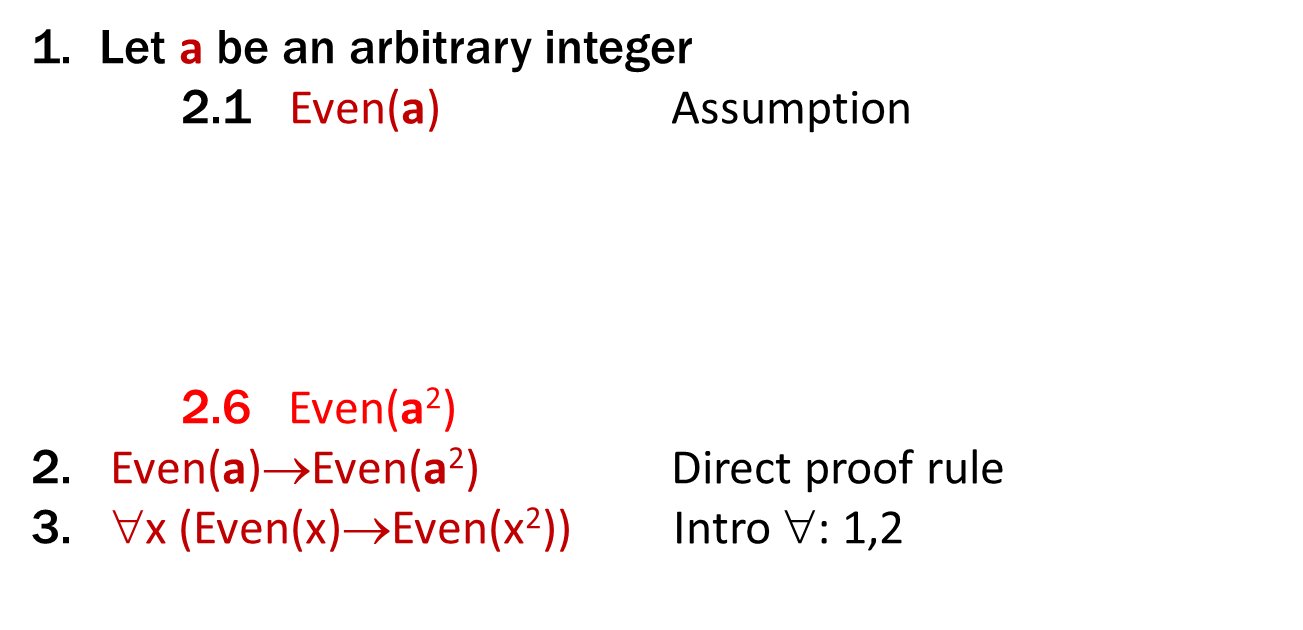 1. Let a be an arbitrary integer
2.1 Even(a) Assumption
2.6 Even(a²)
2. Even(a)→Even(a²) Direct proof rule
3. ∀x (Even(x)→Even(x²)) Intro ∀: 1,2